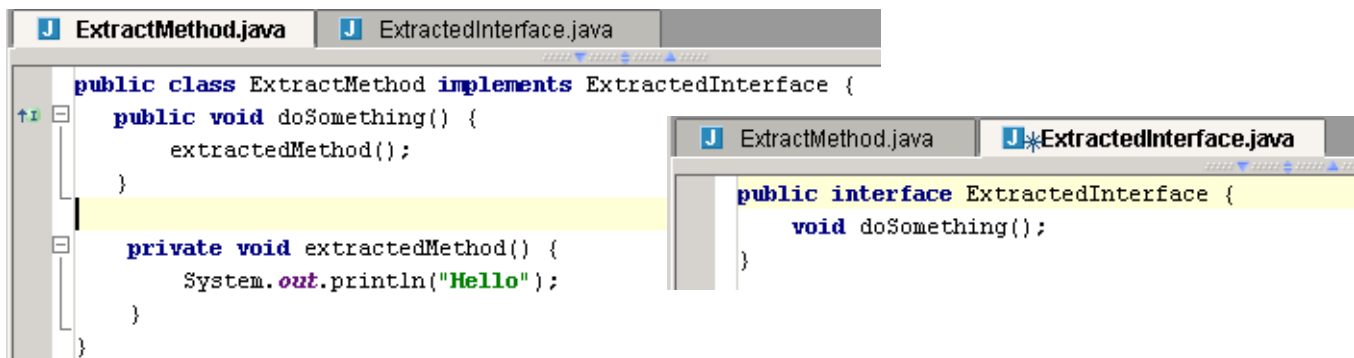 ExtractMethod.java ExtractedInterface.java
public class ExtractMethod implements ExtractedInterface {
public void doSomething() {
extractedMethod();
}
private void extractedMethod() {
System.out.println("Hello");
}
}
ExtractMethod.java ExtractedInterface.java
public interface ExtractedInterface {
void doSomething();
}